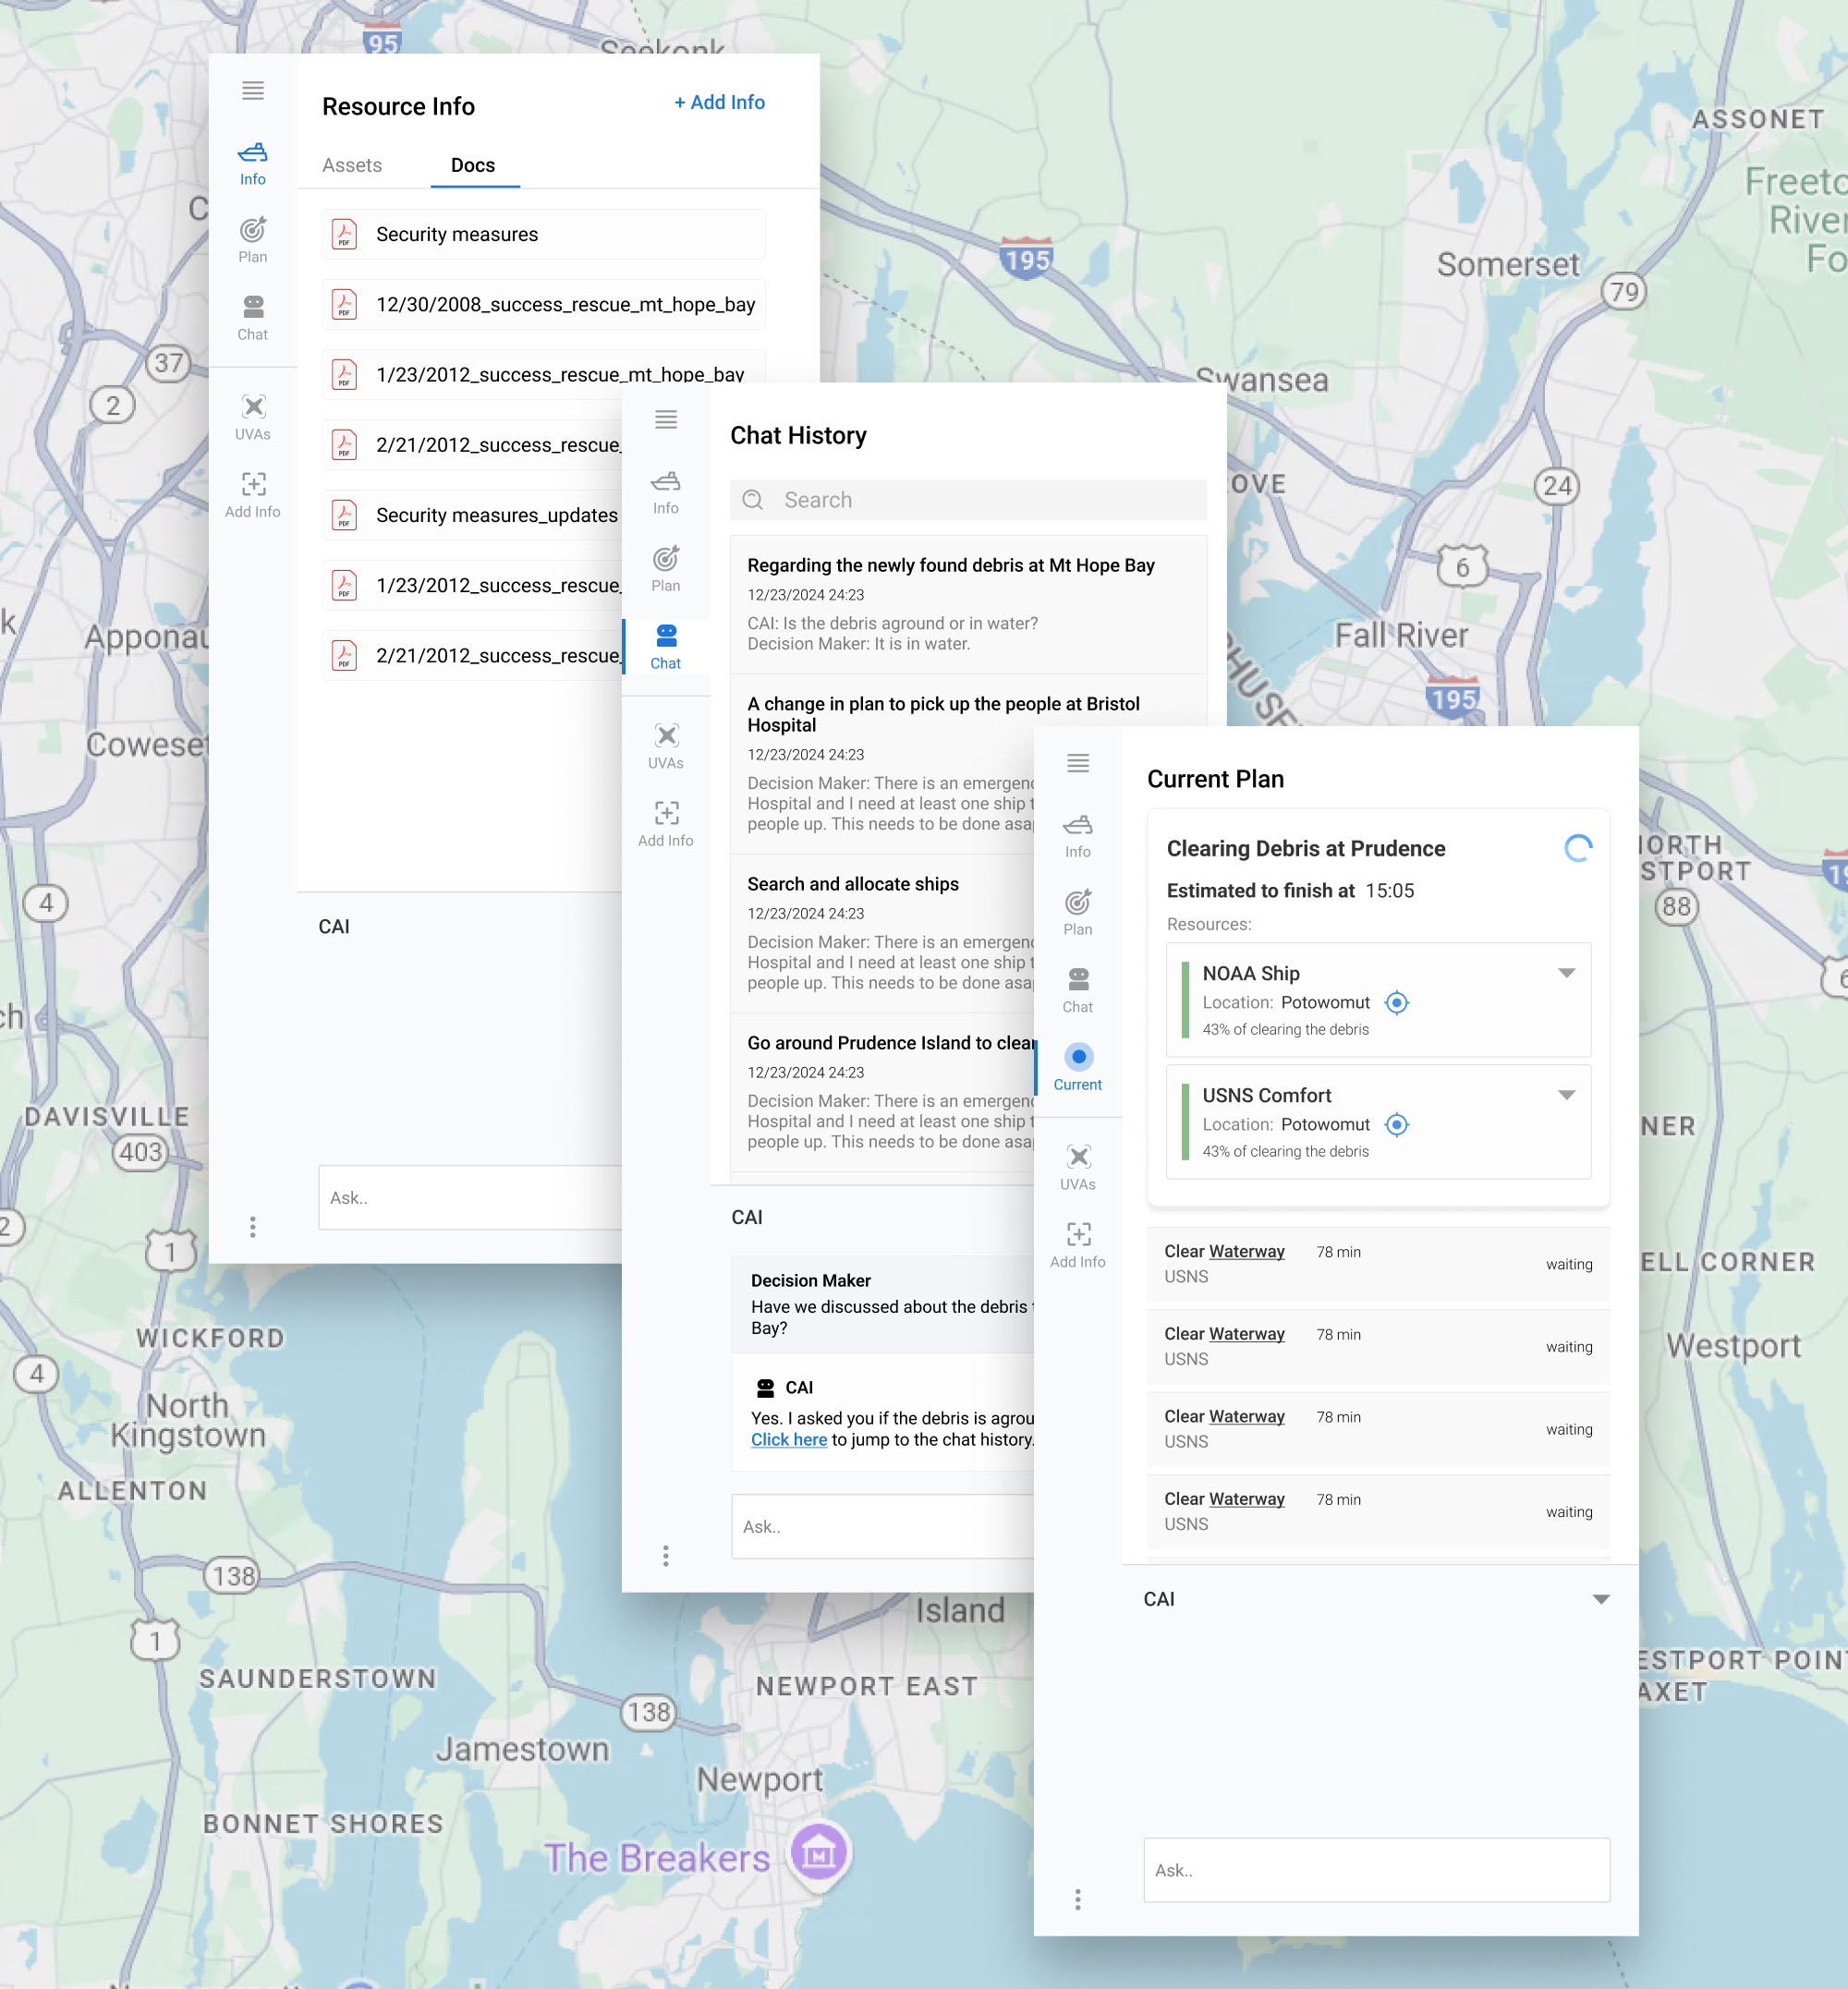 95
Seekonk
ASSONET
195
Somerset
79
37
2
Swansea
24
6
Fall River
195
Apponau
Coweset
4
88
DAVISVILLE
403
1
WICKFORD
4
North
Kingstown
ALLENTON
138
1
SAUNDERSTOWN
138
Jamestown
Island
NEWPORT EAST
Newport
BONNET SHORES
The Breakers
Westport
ELL CORNER
Resource Info
+ Add Info
Assets
Docs
Info
Plan
Chat
UVAs
Add Info
Security measures
12/30/2008_success_rescue_mt_hope_bay
1/23/2012_success_rescue_mt_hope_bay
2/21/2012_success_rescue_
Security measures_updates
1/23/2012_success_rescue_
2/21/2012_success_rescue_
CAI
Ask..
Chat History
Search
Info
Plan
Chat
UVAs
Add Info
Regarding the newly found debris at Mt Hope Bay
12/23/2024 24:23
CAI: Is the debris aground or in water?
Decision Maker: It is in water.
A change in plan to pick up the people at Bristol
Hospital
12/23/2024 24:23
Decision Maker: There is an emergenc
Hospital and I need at least one ship t
people up. This needs to be done asa
Search and allocate ships
12/23/2024 24:23
Decision Maker: There is an emergenc
Hospital and I need at least one ship t
people up. This needs to be done asa
Go around Prudence Island to clear
12/23/2024 24:23
Decision Maker: There is an emergenc
Hospital and I need at least one ship t
people up. This needs to be done asa
CAI
Decision Maker
Have we discussed about the debris
Bay?
CAI
Yes. I asked you if the debris is agrou
Click here to jump to the chat history.
Ask..
Current Plan
Info
Plan
Chat
Current
UVAs
Add Info
Clearing Debris at Prudence
Estimated to finish at 15:05
Resources:
NOAA Ship
Location: Potowomut
43% of clearing the debris
USNS Comfort
Location: Potowomut
43% of clearing the debris
Clear Waterway 78 min
USNS
waiting
Clear Waterway 78 min
USNS
waiting
Clear Waterway 78 min
USNS
waiting
Clear Waterway 78 min
USNS
waiting
CAI
Ask..